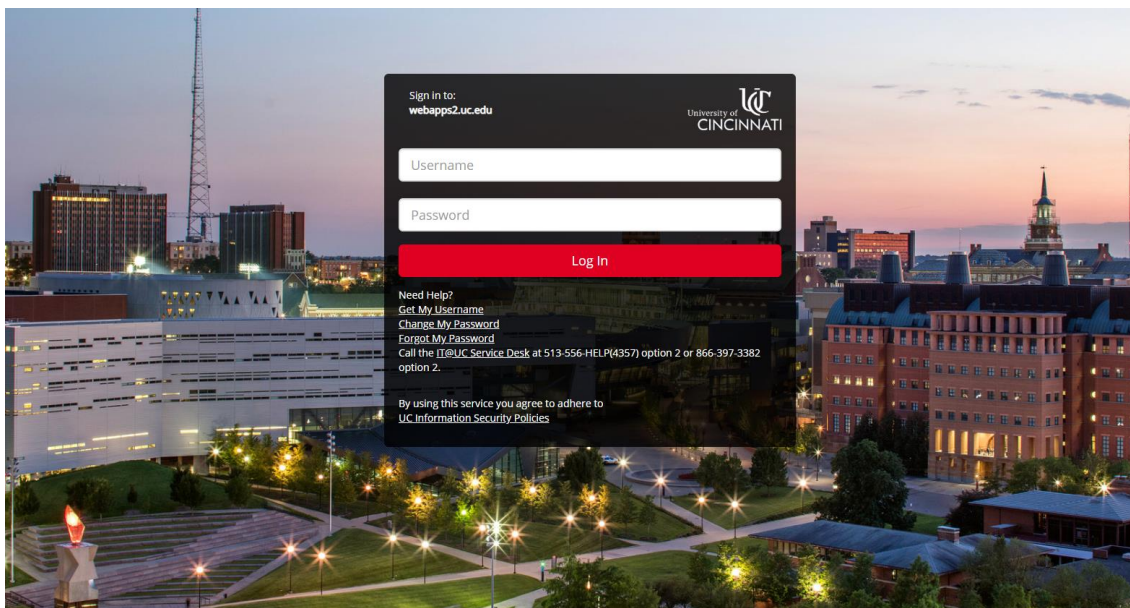 Sign in to:
webapps2.uc.edu
UC
University of
CINCINNATI
Username
Password
Log In
Need Help?
Get My Username
Change My Password
Forgot My Password
Call the IT@UC Service Desk at 513-556-HELP(4357) option 2 or 866-397-3382
option 2.
By using this service you agree to adhere to
UC Information Security Policies